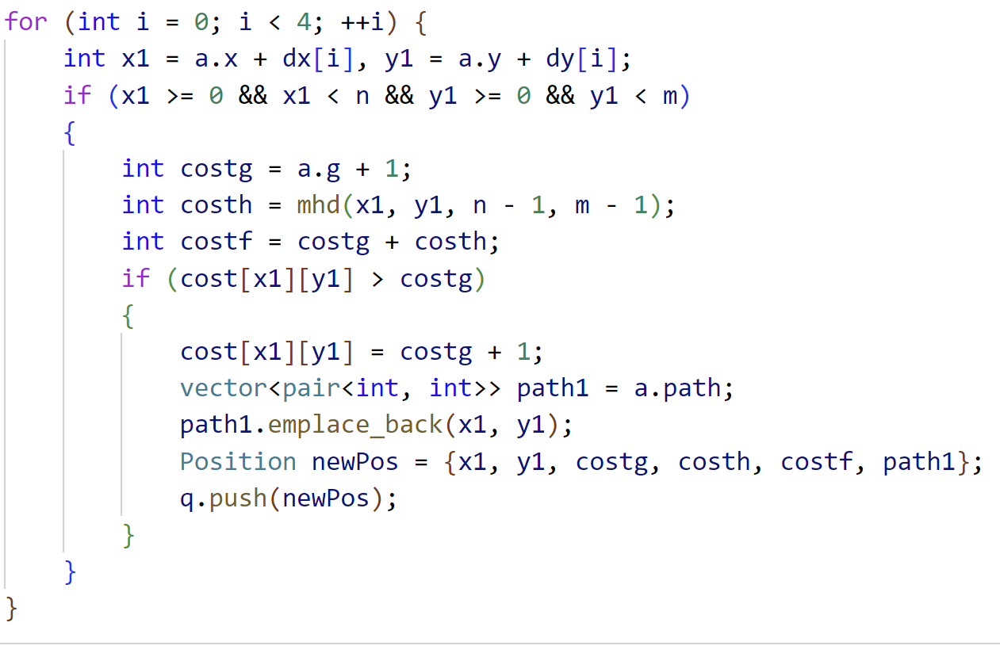 for (int i = 0; i < 4; ++i) {
    int x1 = a.x + dx[i], y1 = a.y + dy[i];
    if (x1 >= 0 && x1 < n && y1 >= 0 && y1 < m)
    {
        int costg = a.g + 1;
        int costh = mhd(x1, y1, n - 1, m - 1);
        int costf = costg + costh;
        if (cost[x1][y1] > costg)
        {
            cost[x1][y1] = costg + 1;
            vector<pair<int, int>> path1 = a.path;
            path1.emplace_back(x1, y1);
            Position newPos = {x1, y1, costg, costh, costf, path1};
            q.push(newPos);
        }
    }
}